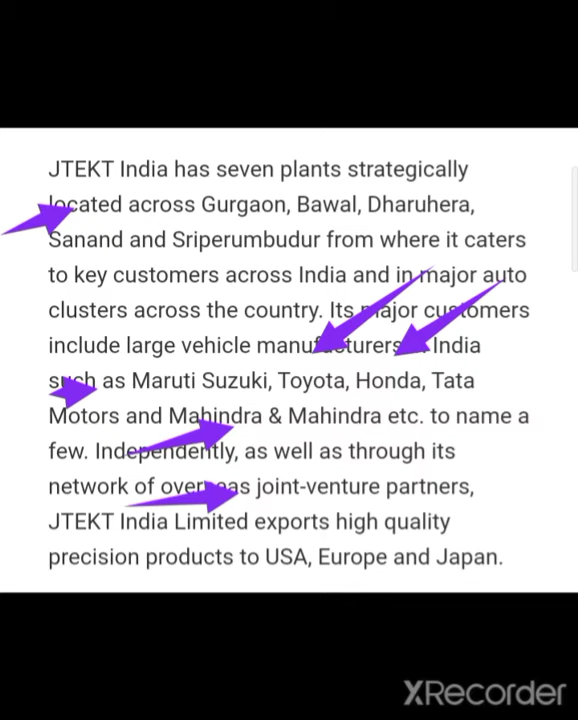 JTEKT India has seven plants strategically
located across Gurgaon, Bawal, Dharuhera,
Sanand and Sriperumbudur from where it caters
to key customers across India and in major auto
clusters across the country. Its major customers
include large vehicle manufacturers in India
such as Maruti Suzuki, Toyota, Honda, Tata
Motors and Mahindra & Mahindra etc. to name a
few. Independently, as well as through its
network of overseas joint-venture partners,
JTEKT India Limited exports high quality
precision products to USA, Europe and Japan.
XRecorder